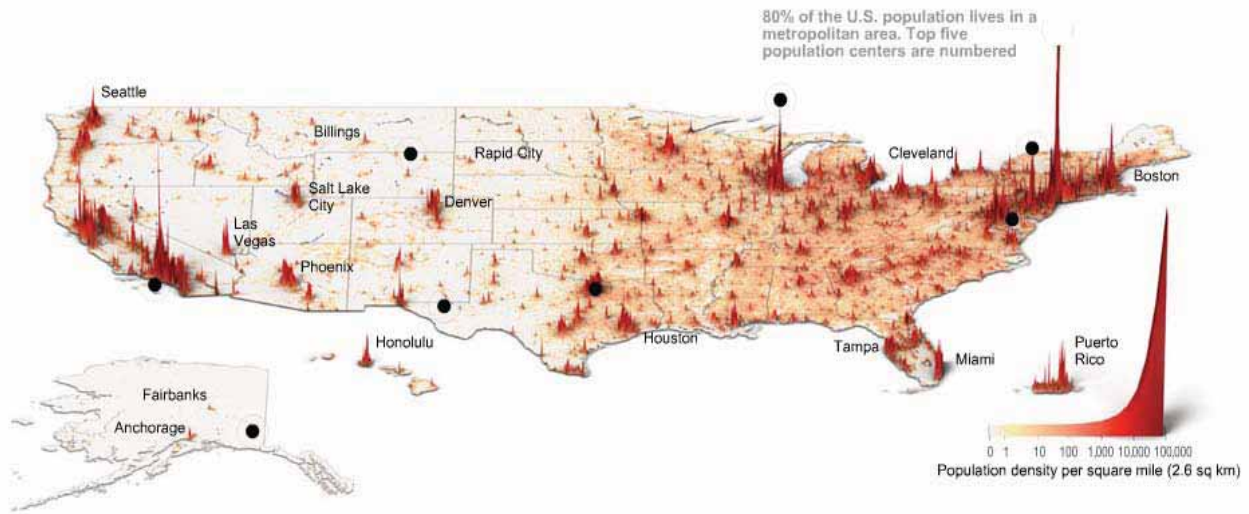 80% of the U.S. population lives in a
metropolitan area. Top five
population centers are numbered
Seattle
Billings
Rapid City
Cleveland
Boston
Salt Lake
City
Denver
Las
Vegas
Phoenix
Honolulu
Houston
Tampa
Miami
Puerto
Rico
Fairbanks
Anchorage
0 1 10 100 1,000 10,000 100,000
Population density per square mile (2.6 sq km)